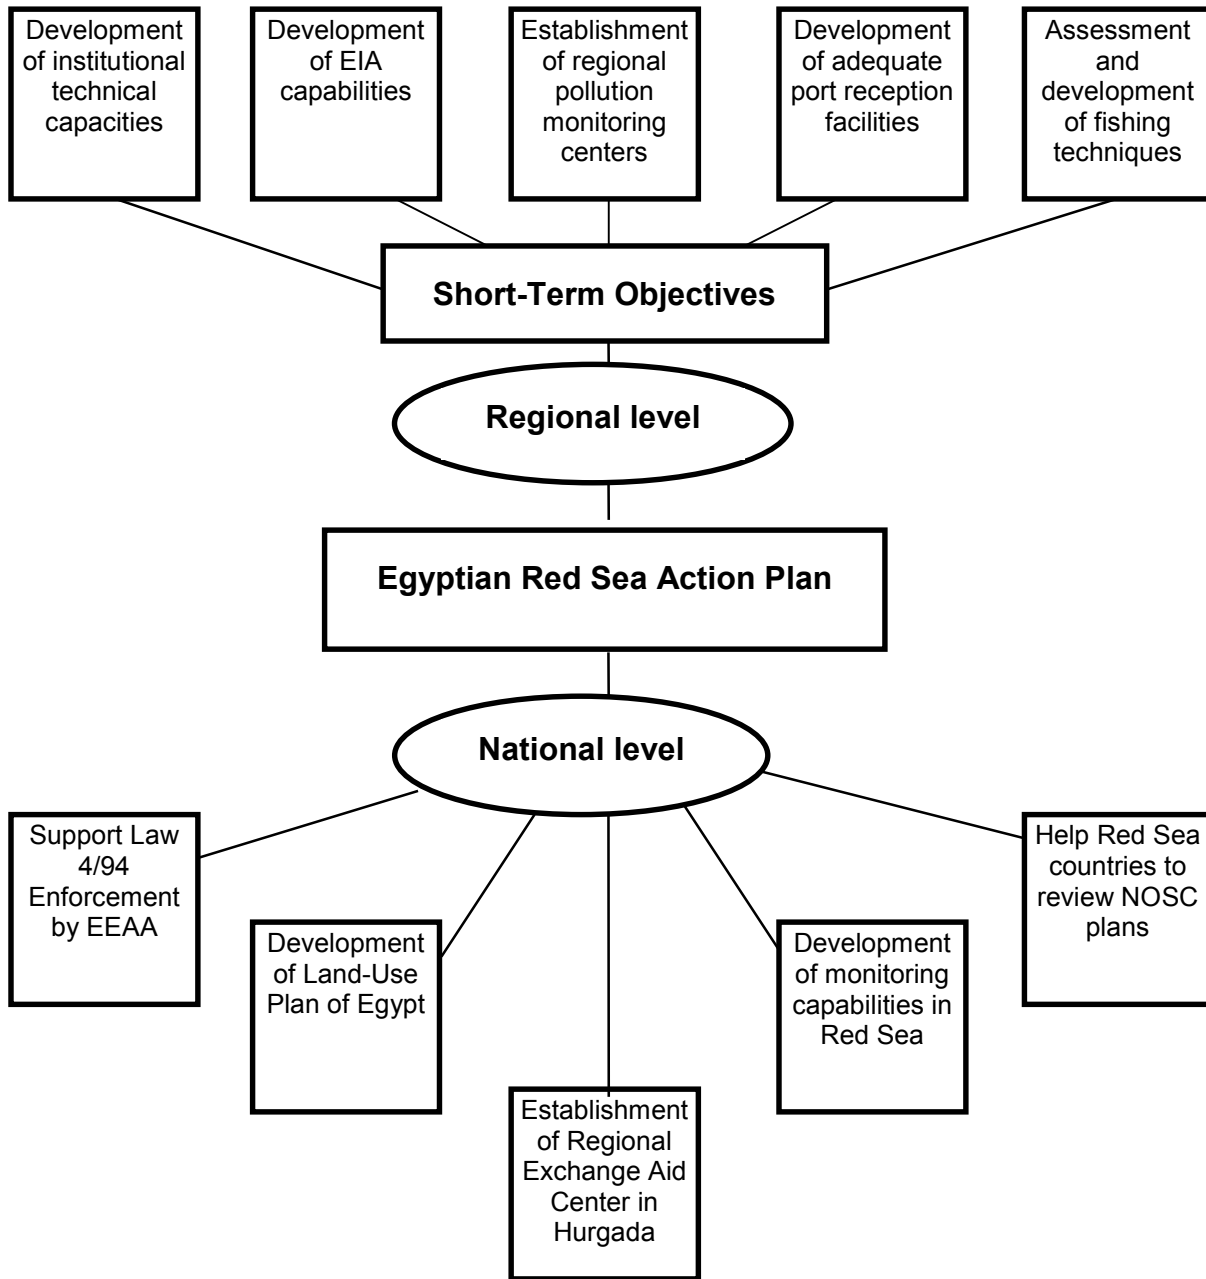 Development
of institutional
technical
capacities
Development
of EIA
capabilities
Establishment
of regional
pollution
monitoring
centers
Development
of adequate
port reception
facilities
Assessment
and
development
of fishing
techniques
Short-Term Objectives
Regional level
Egyptian Red Sea Action Plan
National level
Support Law
4/94
Enforcement
by EEAA
Development
of Land-Use
Plan of Egypt
Establishment
of Regional
Exchange Aid
Center in
Hurgada
Development
of monitoring
capabilities in
Red Sea
Help Red Sea
countries to
review NOSC
plans